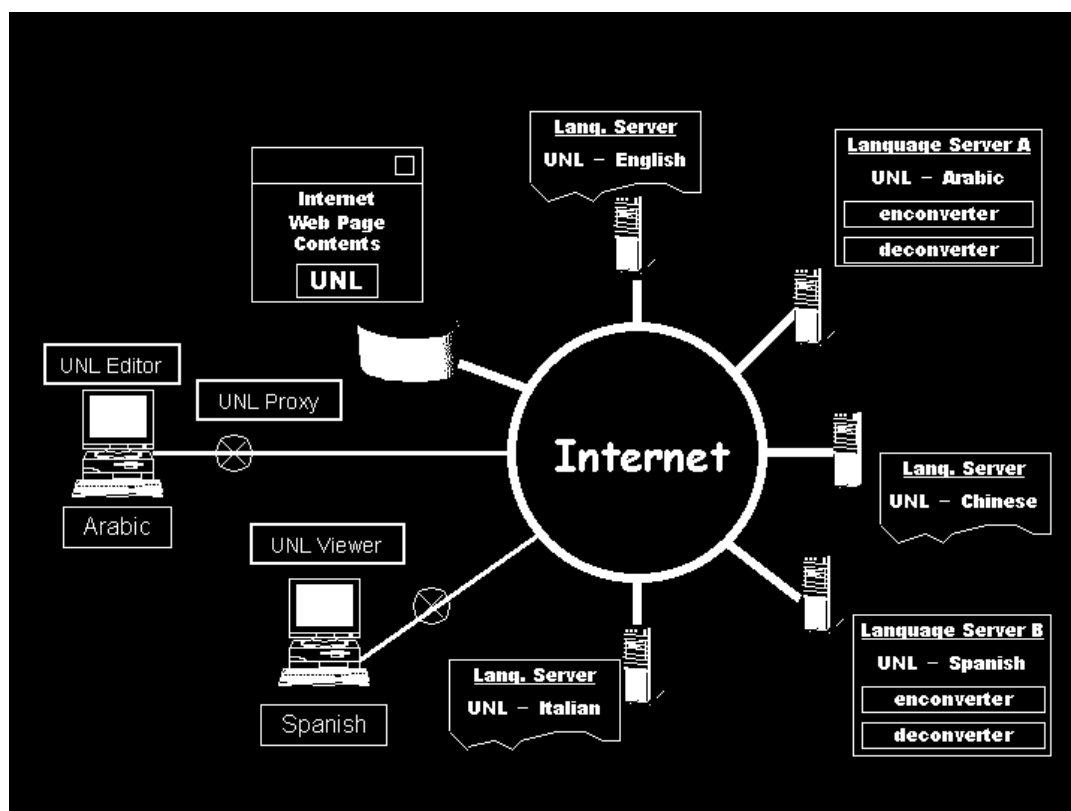 Lang. Server
UNL – English
Language Server A
UNL – Arabic
enconverter
deconverter
Internet
Web Page
Contents
UNL
UNL Editor
UNL Proxy
Internet
Arabic
Lang. Server
UNL – Chinese
UNL Viewer
Language Server B
UNL – Spanish
enconverter
deconverter
Lang. Server
UNL – Italian
Spanish